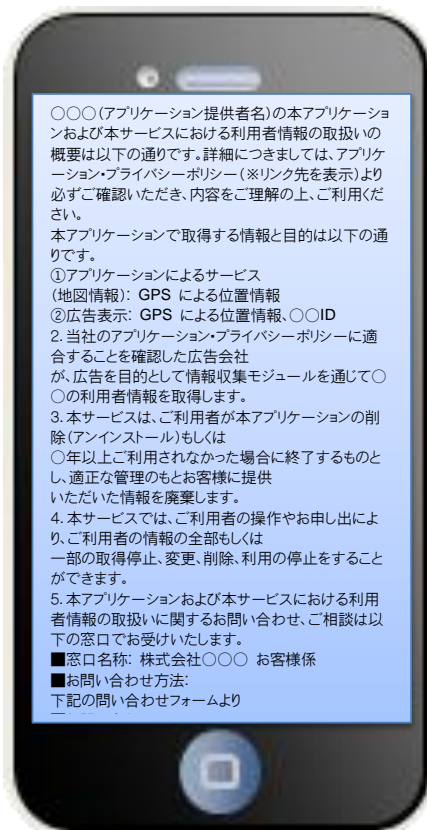 ○○○(アプリケーション提供者名)の本アプリケーショ
ンおよび本サービスにおける利用者情報の取扱いの
概要は以下の通りです。詳細につきましては、アプリケ
ーション・プライバシーポリシー(※リンク先を表示)より
必ずご確認いただき、内容をご理解の上、ご利用くだ
さい。
本アプリケーションで取得する情報と目的は以下の通
りです。
①アプリケーションによるサービス
(地図情報): GPS による位置情報
②広告表示: GPS による位置情報、○○ID
2. 当社のアプリケーション・プライバシーポリシーに適
合することを確認した広告会社
が、広告を目的として情報収集モジュールを通じて○
○の利用者情報を取得します。
3. 本サービスは、ご利用者が本アプリケーションの削
除(アンインストール)もしくは
○年以上ご利用されなかった場合に終了するものと
し、適正な管理のもとお客様に提供
いただいた情報を廃棄します。
4. 本サービスでは、ご利用者の操作やお申し出によ
り、ご利用者の情報の全部もしくは
一部の取得停止、変更、削除、利用の停止をすること
ができます。
5. 本アプリケーションおよび本サービスにおける利用
者情報の取扱いに関するお問い合わせ、ご相談は以
下の窓口でお受けいたします。
■窓口名称: 株式会社○○○ お客様係
■お問い合わせ方法:
下記の問い合わせフォームより